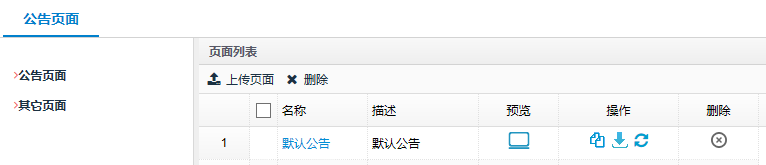 公告页面
>公告页面
>其它页面
页面列表
上传页面 删除
名称 描述 预览 操作 删除
1 默认公告 默认公告